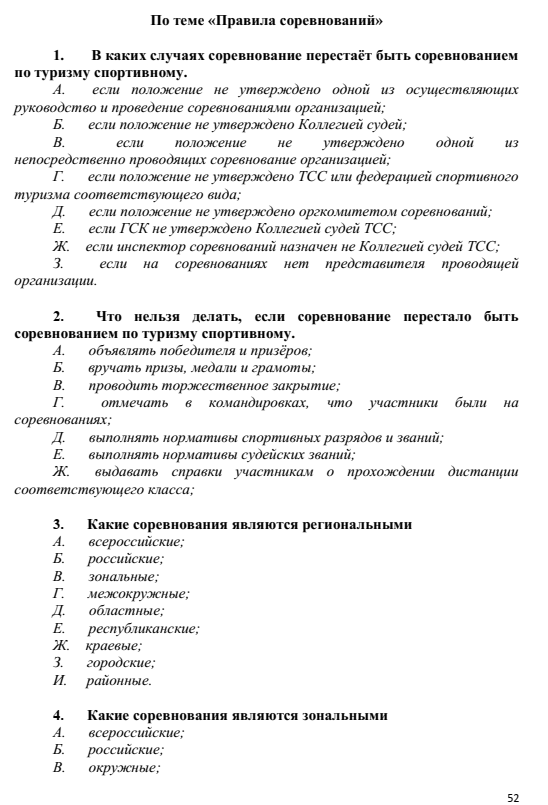 По теме «Правила соревнований»
1. В каких случаях соревнование перестаёт быть соревнованием
по туризму спортивному.
А. если положение не утверждено одной из осуществляющих
руководство и проведение соревнованиями организацией;
Б. если положение не утверждено Коллегией судей;
В. если положение не утверждено одной из
непосредственно проводящих соревнование организацией;
Г. если положение не утверждено ТСС или федерацией спортивного
туризма соответствующего вида;
Д. если положение не утверждено оргкомитетом соревнований;
Е. если ГСК не утверждено Коллегией судей ТСС;
Ж. если инспектор соревнований назначен не Коллегией судей ТСС;
З. если на соревнованиях нет представителя проводящей
организации.
2. Что нельзя делать, если соревнование перестало быть
соревнованием по туризму спортивному.
А. объявлять победителя и призёров;
Б. вручать призы, медали и грамоты;
В. проводить торжественное закрытие;
Г. отмечать в командировках, что участники были на
соревнованиях;
Д. выполнять нормативы спортивных разрядов и званий;
Е. выполнять нормативы судейских званий;
Ж. выдавать справки участникам о прохождении дистанции
соответствующего класса;
3. Какие соревнования являются региональными
А. всероссийские;
Б. российские;
В. зональные;
Г. межокружные;
Д. областные;
Е. республиканские;
Ж. краевые;
З. городские;
И. районные.
4. Какие соревнования являются зональными
А. всероссийские;
Б. российские;
В. окружные;
52